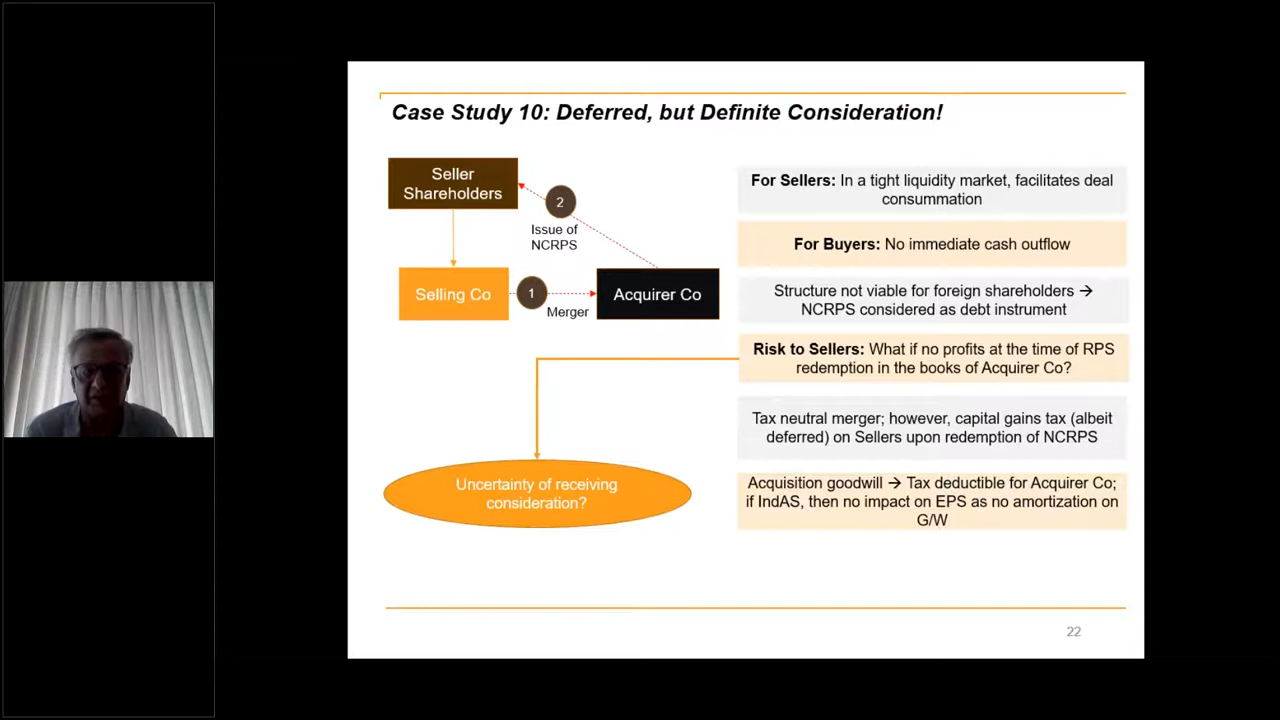 Case Study 10: Deferred, but Definite Consideration!
Seller
Shareholders
2
Issue of
NCRPS
Selling Co
1
Merger
Acquirer Co
For Sellers: In a tight liquidity market, facilitates deal
consummation
For Buyers: No immediate cash outflow
Structure not viable for foreign shareholders →
NCRPS considered as debt instrument
Risk to Sellers: What if no profits at the time of RPS
redemption in the books of Acquirer Co?
Tax neutral merger; however, capital gains tax (albeit
deferred) on Sellers upon redemption of NCRPS
Uncertainty of receiving
consideration?
Acquisition goodwill → Tax deductible for Acquirer Co;
if IndAS, then no impact on EPS as no amortization on
G/W
22